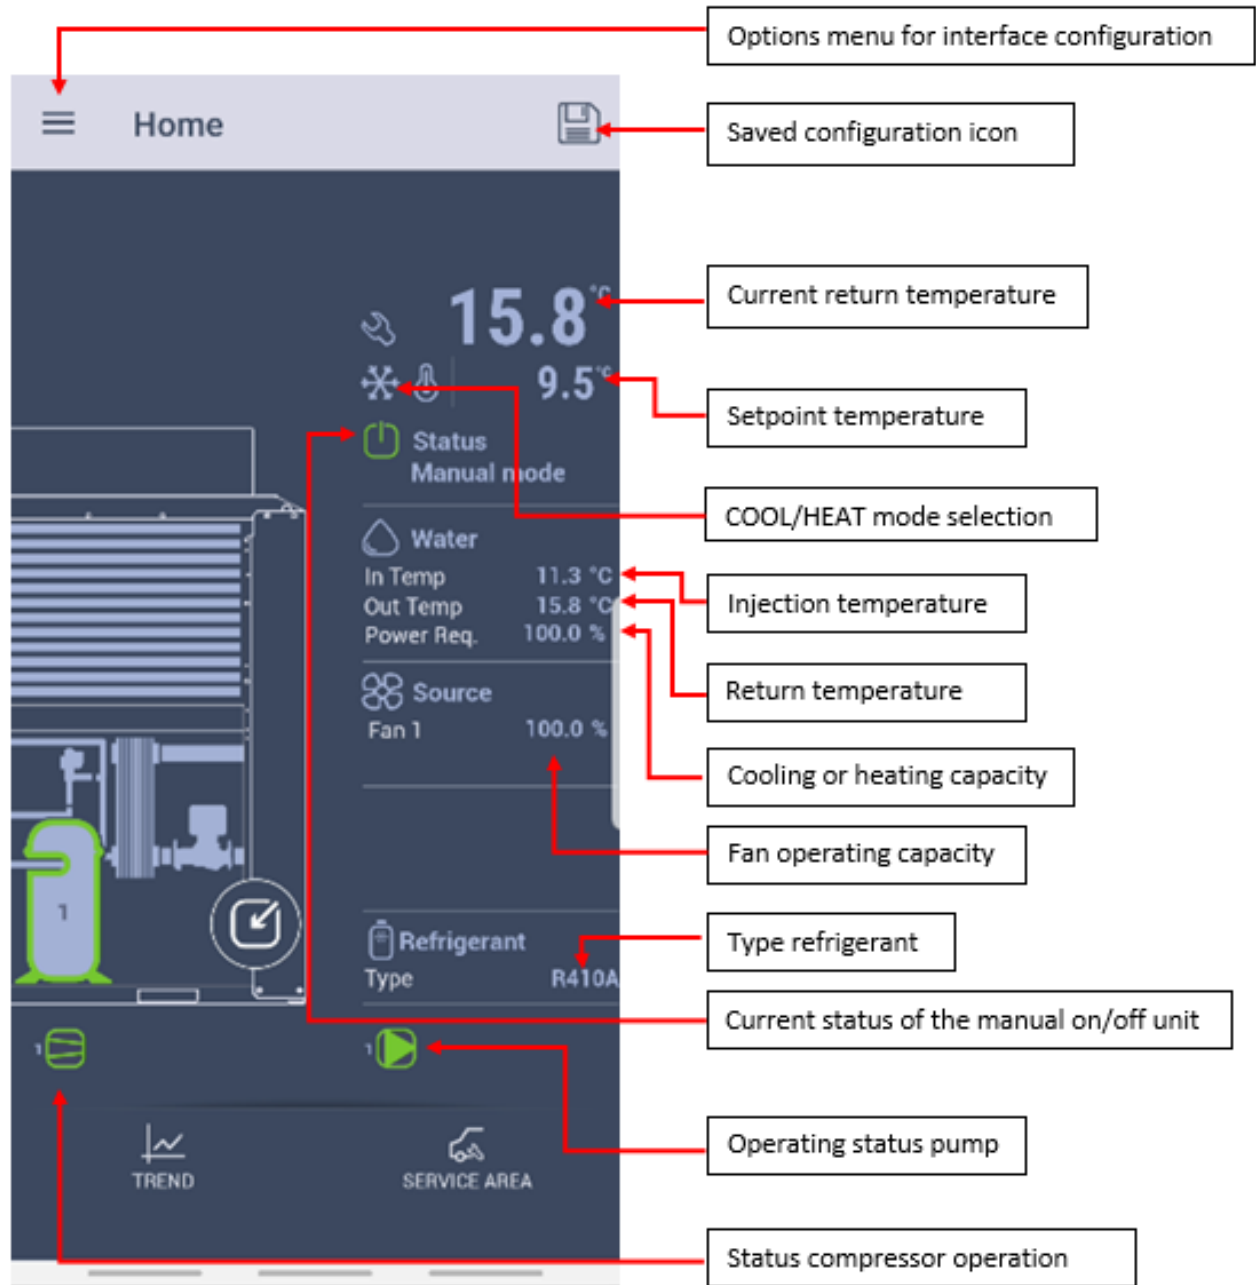 Options menu for interface configuration
Home
Saved configuration icon
15.8 °C
Current return temperature
9.5 °C
Setpoint temperature
Status
Manual mode
COOL/HEAT mode selection
Water
In Temp 11.3 °C
Injection temperature
Out Temp 15.8 °C
Power Req. 100.0 %
Return temperature
Source
Fan 1 100.0 %
Cooling or heating capacity
Fan operating capacity
1
Refrigerant
Type R410A
Type refrigerant
Current status of the manual on/off unit
1
1
Operating status pump
TREND
SERVICE AREA
Status compressor operation